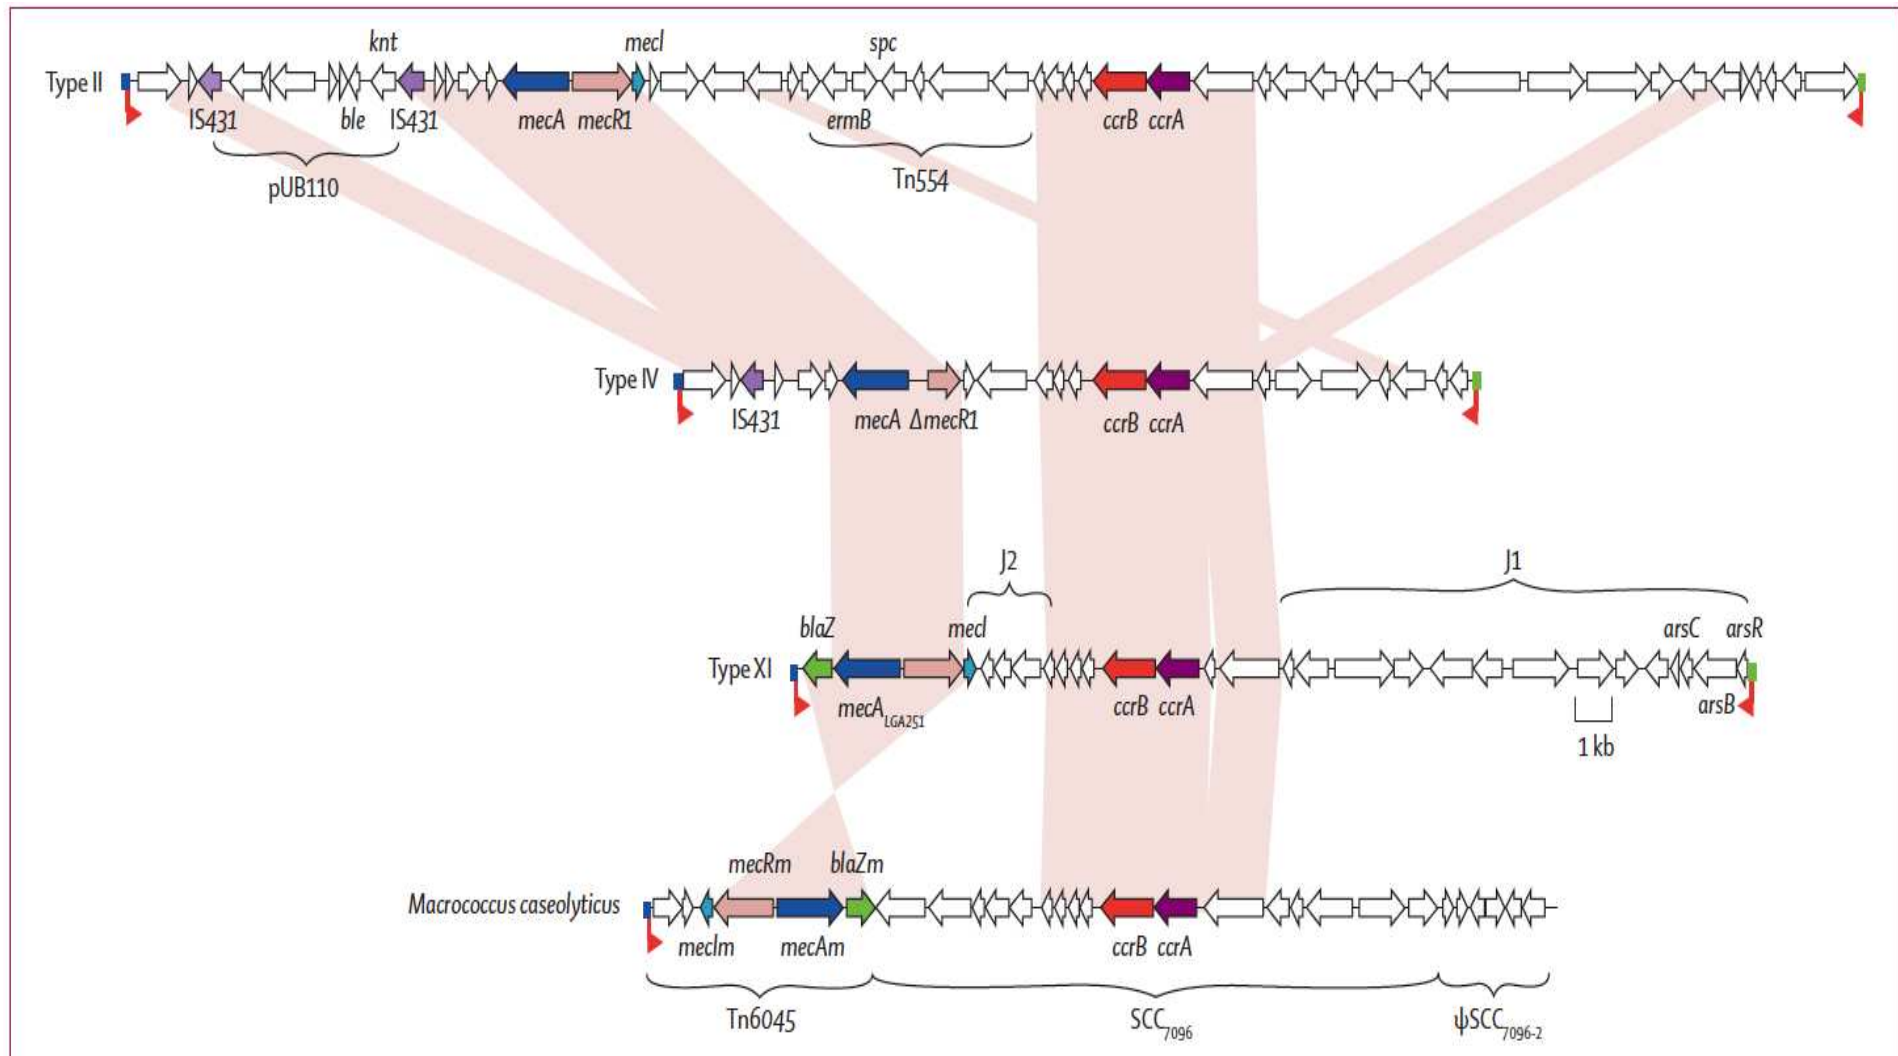 knt mecI spc
Type II
IS431 ble IS431 mecA mecR1 ermB ccrB ccrA
pUB110 Tn554
Type IV
IS431 mecA ΔmecR1 ccrB ccrA
J2 J1
blaZ mecI arsC arsR
Type XI
mecA LGA251 ccrB ccrA arsB
1 kb
mecRm blaZm
Macrococcus caseolyticus
mecIm mecAm ccrB ccrA
Tn6045 SCC7096 ψSCC7096-2